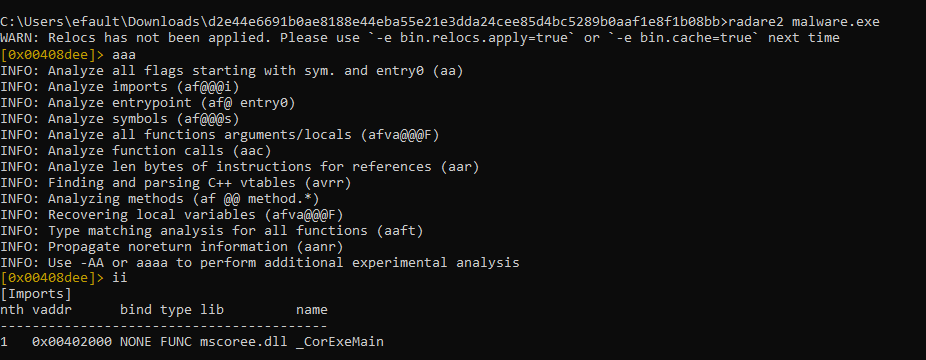 C:\Users\efault\Downloads\d2e44e6691b0ae8188e44eba55e21e3dda24cee85d4bc5289b0aaf1e8f1b08bb>radare2 malware.exe
WARN: Relocs has not been applied. Please use `-e bin.relocs.apply=true` or `-e bin.cache=true` next time
[0x00408dee]> aaa
INFO: Analyze all flags starting with sym. and entry0 (aa)
INFO: Analyze imports (af@@@i)
INFO: Analyze entrypoint (af@ entry0)
INFO: Analyze symbols (af@@@s)
INFO: Analyze all functions arguments/locals (afva@@@F)
INFO: Analyze function calls (aac)
INFO: Analyze len bytes of instructions for references (aar)
INFO: Finding and parsing C++ vtables (avrr)
INFO: Analyzing methods (af @@ method.*)
INFO: Recovering local variables (afva@@@F)
INFO: Type matching analysis for all functions (aaft)
INFO: Propagate noreturn information (aanr)
INFO: Use -AA or aaaa to perform additional experimental analysis
[0x00408dee]> ii
[Imports]
nth vaddr      bind type lib         name
-----------------------------------------
1   0x00402000 NONE FUNC mscoree.dll _CorExeMain